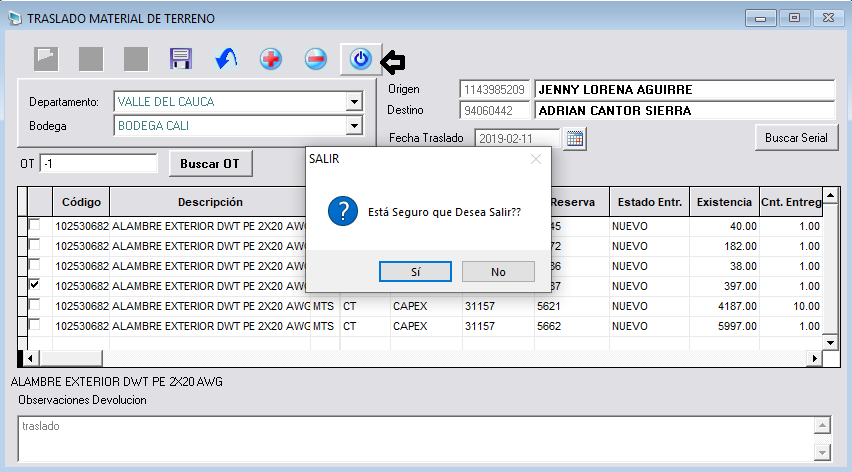 TRASLADO MATERIAL DE TERRENO
Departamento: VALLE DEL CAUCA
Bodega BODEGA CALI
Origen 1143985209 JENNY LORENA AGUIRRE
Destino 94060442 ADRIAN CANTOR SIERRA
Fecha Traslado 2019-02-11
Buscar Serial
OT -1 Buscar OT
SALIR
Está Seguro que Desea Salir??
Sí No
Código Descripción Reserva Estado Entr. Existencia Cnt. Entreg
102530682 ALAMBRE EXTERIOR DWT PE 2X20 AWG 45 NUEVO 40.00 1.00
102530682 ALAMBRE EXTERIOR DWT PE 2X20 AWG 72 NUEVO 182.00 1.00
102530682 ALAMBRE EXTERIOR DWT PE 2X20 AWG 36 NUEVO 38.00 1.00
102530682 ALAMBRE EXTERIOR DWT PE 2X20 AWG 37 NUEVO 397.00 1.00
102530682 ALAMBRE EXTERIOR DWT PE 2X20 AWG MTS CT CAPEX 31157 5621 NUEVO 4187.00 10.00
102530682 ALAMBRE EXTERIOR DWT PE 2X20 AWG MTS CT CAPEX 31157 5662 NUEVO 5997.00 1.00
ALAMBRE EXTERIOR DWT PE 2X20 AWG
Observaciones Devolucion
traslado